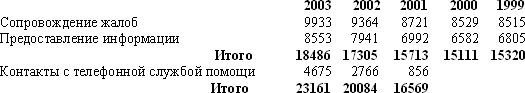 2003 2002 2001 2000 1999
Сопровождение жалоб 9933 9364 8721 8529 8515
Предоставление информации 8553 7941 6992 6582 6805
Итого 18486 17305 15713 15111 15320
Контакты с телефонной службой помощи 4675 2766 856
Итого 23161 20084 16569